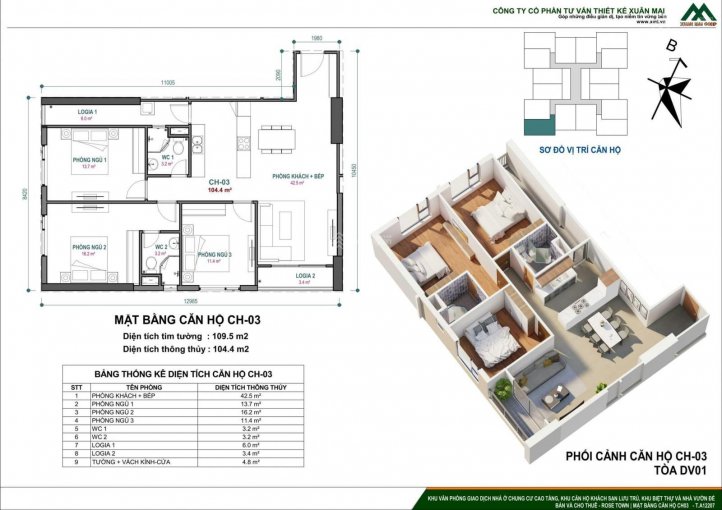 CÔNG TY CỔ PHẦN TƯ VẤN THIẾT KẾ XUÂN MAI
Góp những điều giản dị, tạo niềm tin vững bền
www.xmi.vn
XUAN MAI CORP
11005
2090
1980
10450
8420
12985
LOGIA 1
6.0 m²
PHÒNG NGỦ 1
13.7 m²
WC 1
3.2 m²
CH-03
104.4 m²
PHÒNG KHÁCH + BẾP
42.5 m²
PHÒNG NGỦ 2
16.2 m²
WC 2
3.2 m²
PHÒNG NGỦ 3
11.4 m²
LOGIA 2
3.4 m²
B
SƠ ĐỒ VỊ TRÍ CĂN HỘ
MẶT BẰNG CĂN HỘ CH-03
Diện tích tim tường : 109.5 m2
Diện tích thông thủy : 104.4 m2
BẢNG THỐNG KÊ DIỆN TÍCH CĂN HỘ CH-03
STT TÊN PHÒNG DIỆN TÍCH THÔNG THỦY
1 PHÒNG KHÁCH + BẾP 42.5 m²
2 PHÒNG NGỦ 1 13.7 m²
3 PHÒNG NGỦ 2 16.2 m²
4 PHÒNG NGỦ 3 11.4 m²
5 WC 1 3.2 m²
6 WC 2 3.2 m²
7 LOGIA 1 6.0 m²
8 LOGIA 2 3.4 m²
9 TƯỜNG + VÁCH KÍNH-CỬA 4.8 m²
PHỐI CẢNH CĂN HỘ CH-03
TÒA DV01
KHU VĂN PHÒNG GIAO DỊCH NHÀ Ở CHUNG CƯ CAO TẦNG, KHU CĂN HỘ KHÁCH SẠN LƯU TRÚ, KHU BIỆT THỰ VÀ NHÀ VƯỜN ĐỂ
BÁN VÀ CHO THUÊ - ROSE TOWN | MẶT BẰNG CĂN HỘ CH03 - T.A12207